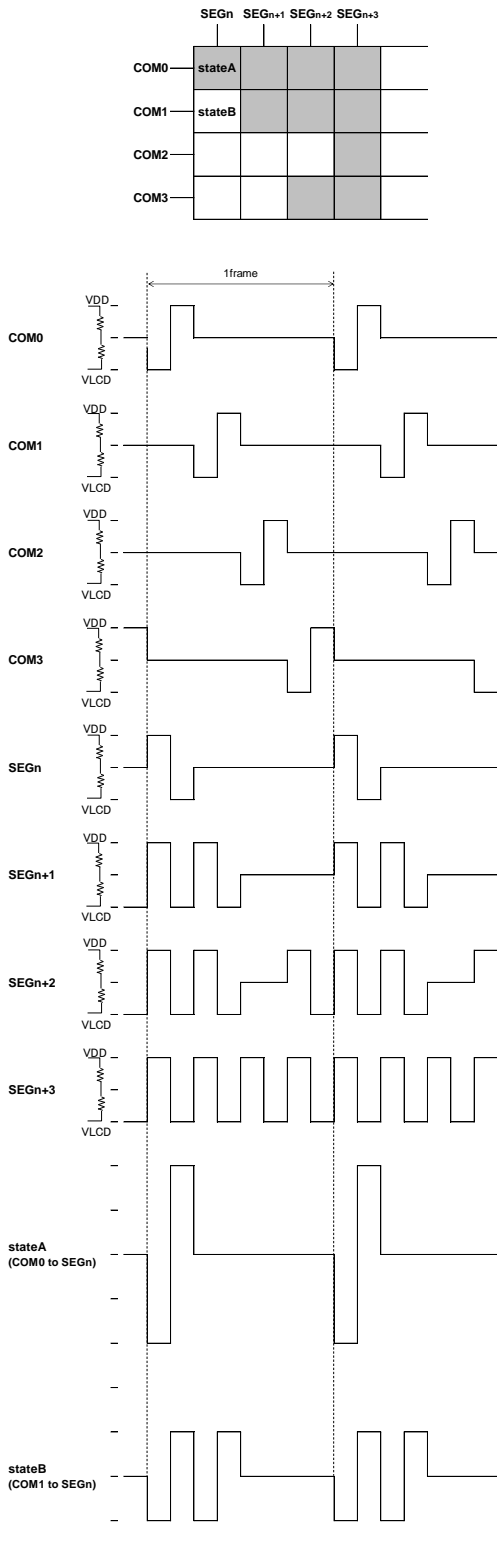 SEGn SEGn+1 SEGn+2 SEGn+3
COM0 stateA
COM1 stateB
COM2
COM3
1frame
VDD
COM0
VLCD
VDD
COM1
VLCD
VDD
COM2
VLCD
VDD
COM3
VLCD
VDD
SEGn
VLCD
VDD
SEGn+1
VLCD
VDD
SEGn+2
VLCD
VDD
SEGn+3
VLCD
stateA
(COM0 to SEGn)
stateB
(COM1 to SEGn)